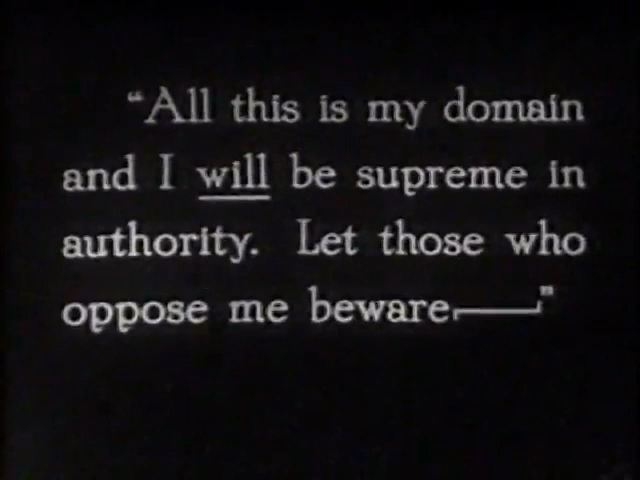 “All this is my domain
and I will be supreme in
authority. Let those who
oppose me beware——”